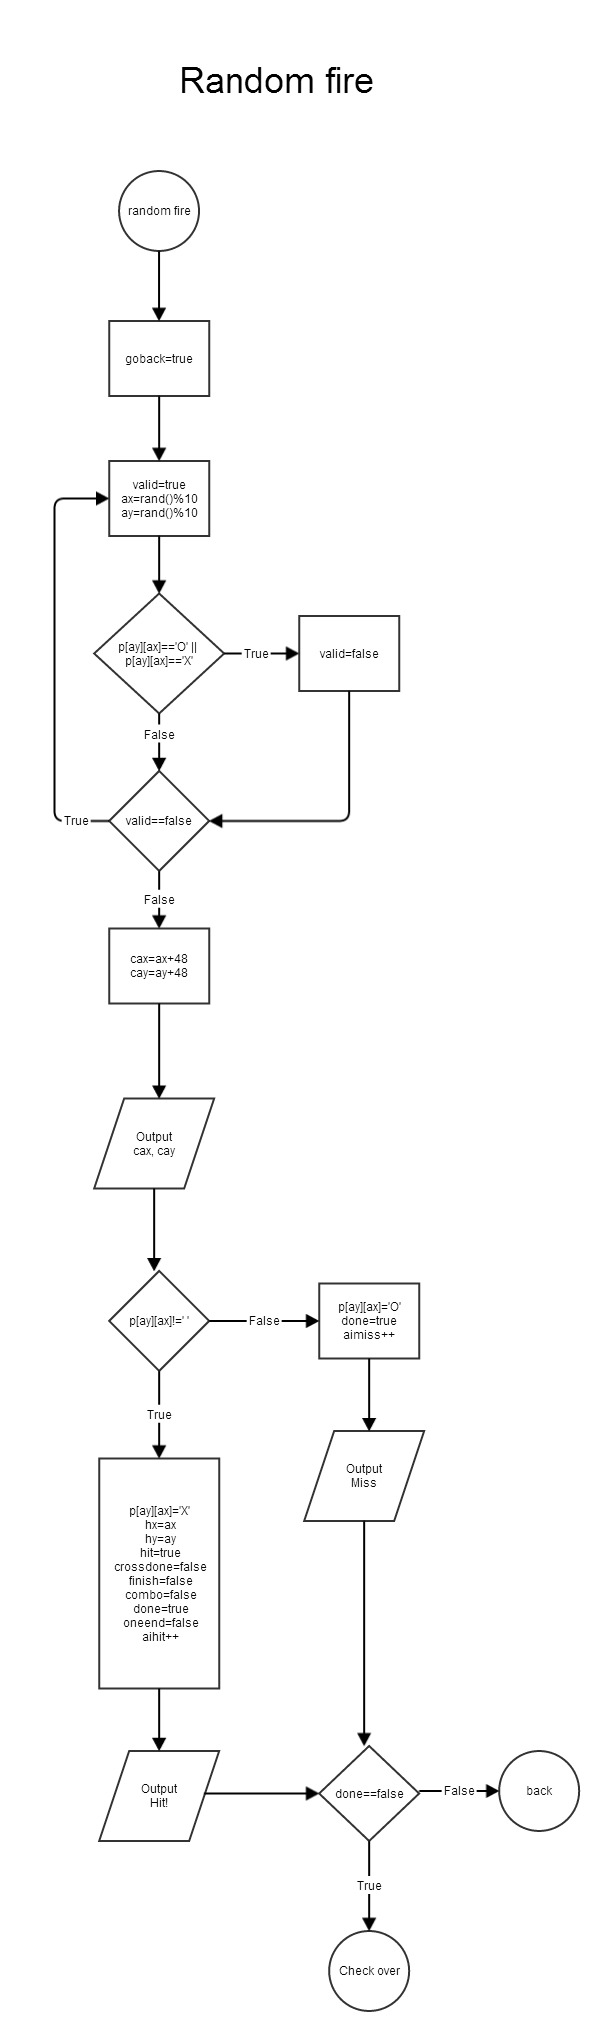 Random fire
random fire
goback=true
valid=true
ax=rand()%10
ay=rand()%10
p[ay][ax]=='O' ||
p[ay][ax]=='X'
True
valid=false
False
valid==false
True
False
cax=ax+48
cay=ay+48
Output
cax, cay
p[ay][ax]!=' '
False
p[ay][ax]='O'
done=true
aimiss++
True
Output
Miss
p[ay][ax]='X'
hx=ax
hy=ay
hit=true
crossdone=false
finish=false
combo=false
done=true
oneend=false
aihit++
Output
Hit!
done==false
False
back
True
Check over